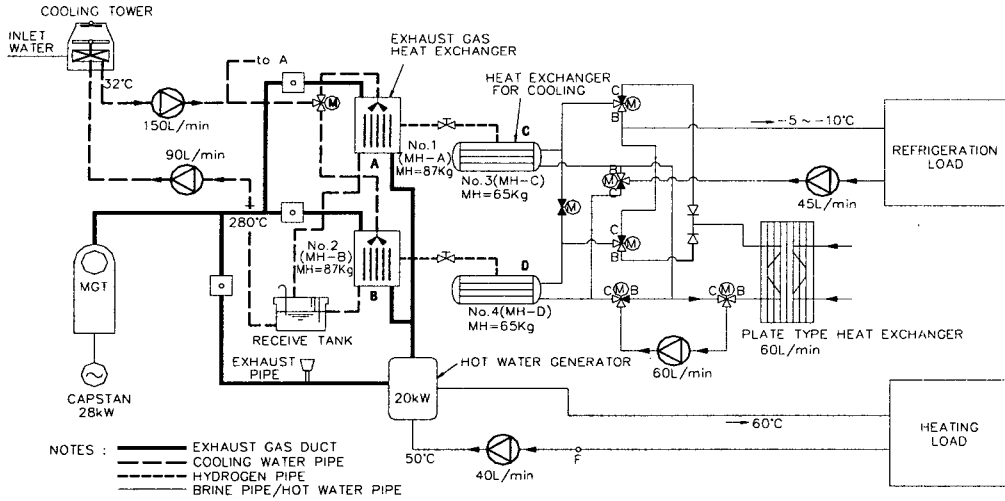 COOLING TOWER
INLET
WATER
to A
EXHAUST GAS
HEAT EXCHANGER
32℃
M
HEAT EXCHANGER
FOR COOLING
C
M
B
150L/min
→ -5 ~ -10℃
90L/min
A
No.1
(MH-A)
MH=87Kg
C
No.3(MH-C)
MH=65Kg
REFRIGERATION
LOAD
B
M
C
45L/min
280℃
M
No.2
(MH-B)
MH=87Kg
C
M
B
MGT
B
D
No.4(MH-D)
MH=65Kg
M
C B
M
C B
RECEIVE TANK
PLATE TYPE HEAT EXCHANGER
60L/min
EXHAUST
PIPE
HOT WATER GENERATOR
60L/min
CAPSTAN
28kW
20kW
→60℃
HEATING
LOAD
50℃
40L/min
F
NOTES :
EXHAUST GAS DUCT
COOLING WATER PIPE
HYDROGEN PIPE
BRINE PIPE/HOT WATER PIPE